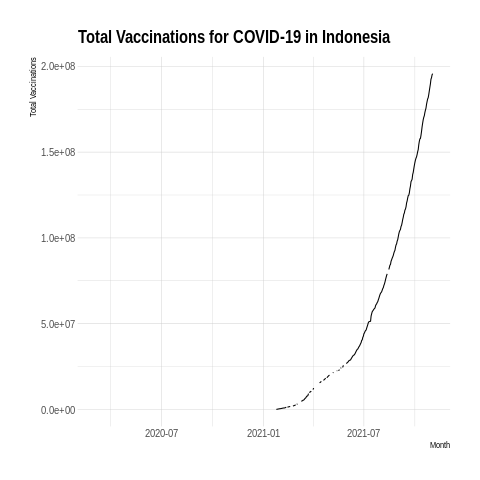 Total Vaccinations for COVID-19 in Indonesia
Total Vaccinations
2.0e+08
1.5e+08
1.0e+08
5.0e+07
0.0e+00
2020-07
2021-01
2021-07
Month